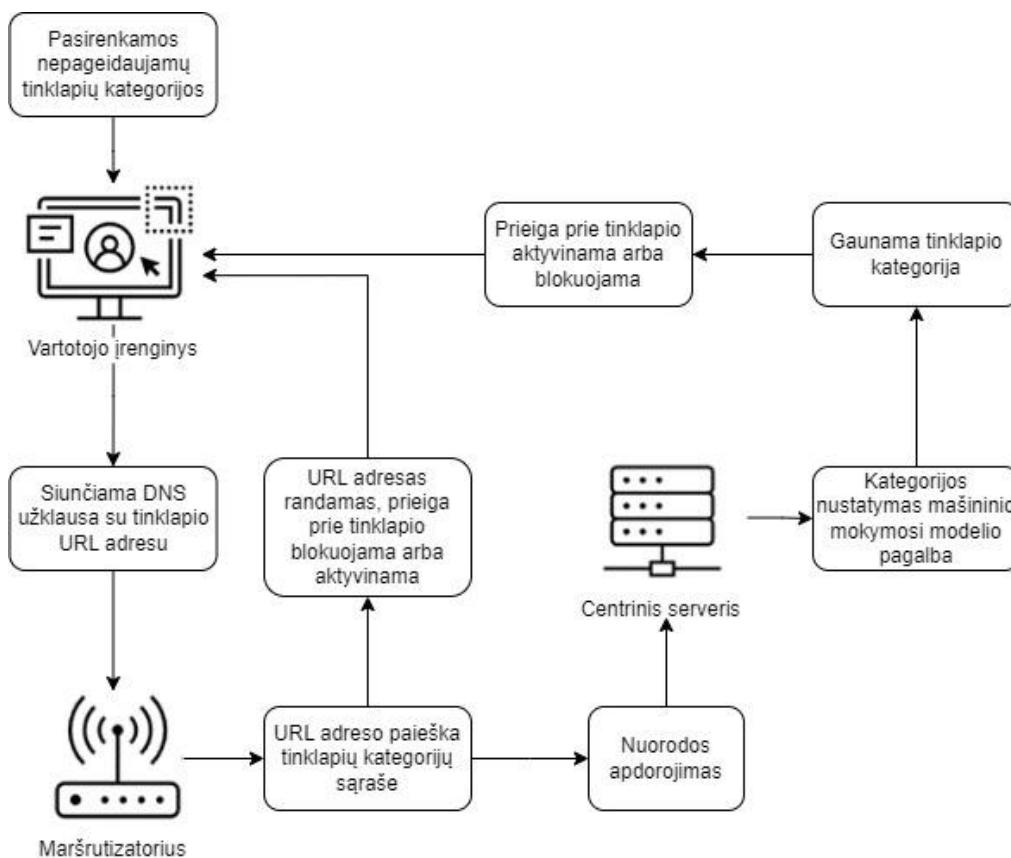 Pasirenkamos
nepageidaujamų
tinklapių kategorijos
Prieiga prie tinklapio
aktyvinama arba
blokuojama
Gaunama tinklapio
kategorija
Vartotojo įrenginys
Siunčiama DNS
užklausa su tinklapio
URL adresu
URL adresas
randamas, prieiga
prie tinklapio
blokuojama arba
aktyvinama
Kategorijos
nustatymas mašininio
mokymosi modelio
pagalba
Centrinis serveris
URL adreso paieška
tinklapių kategorijų
sąraše
Nuorodos
apdorojimas
Maršrutizatorius